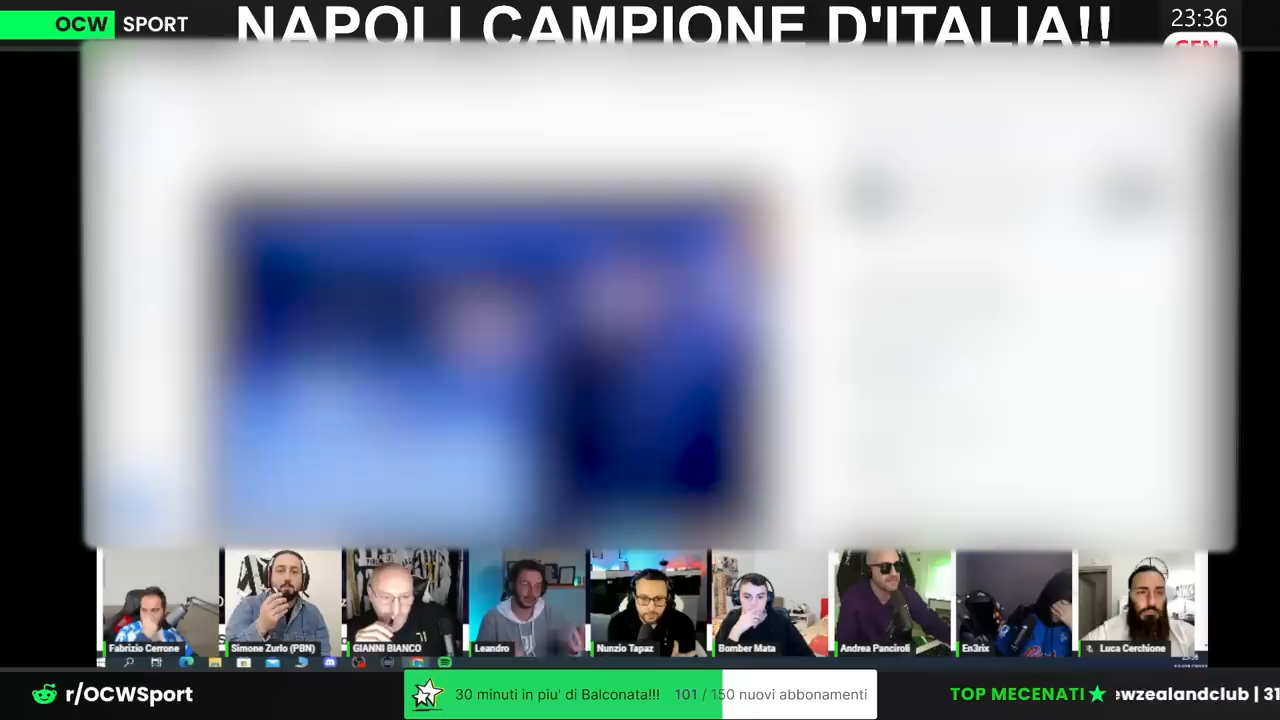 OCW SPORT
NAPOLI CAMPIONE D'ITALIA!!
23:36
GEN
Fabrizio Cerrone
Simone Zurlo (PBN)
GIANNI BIANCO
Leandro
Nunzio Tapaz
Bomber Mata
Andrea Panciroli
En3rix
Luca Cerchione
r/OCWSport
30 minuti in piu' di Balconata!!! 101 / 150 nuovi abbonamenti
TOP MECENATI
ewzealandclub | 31